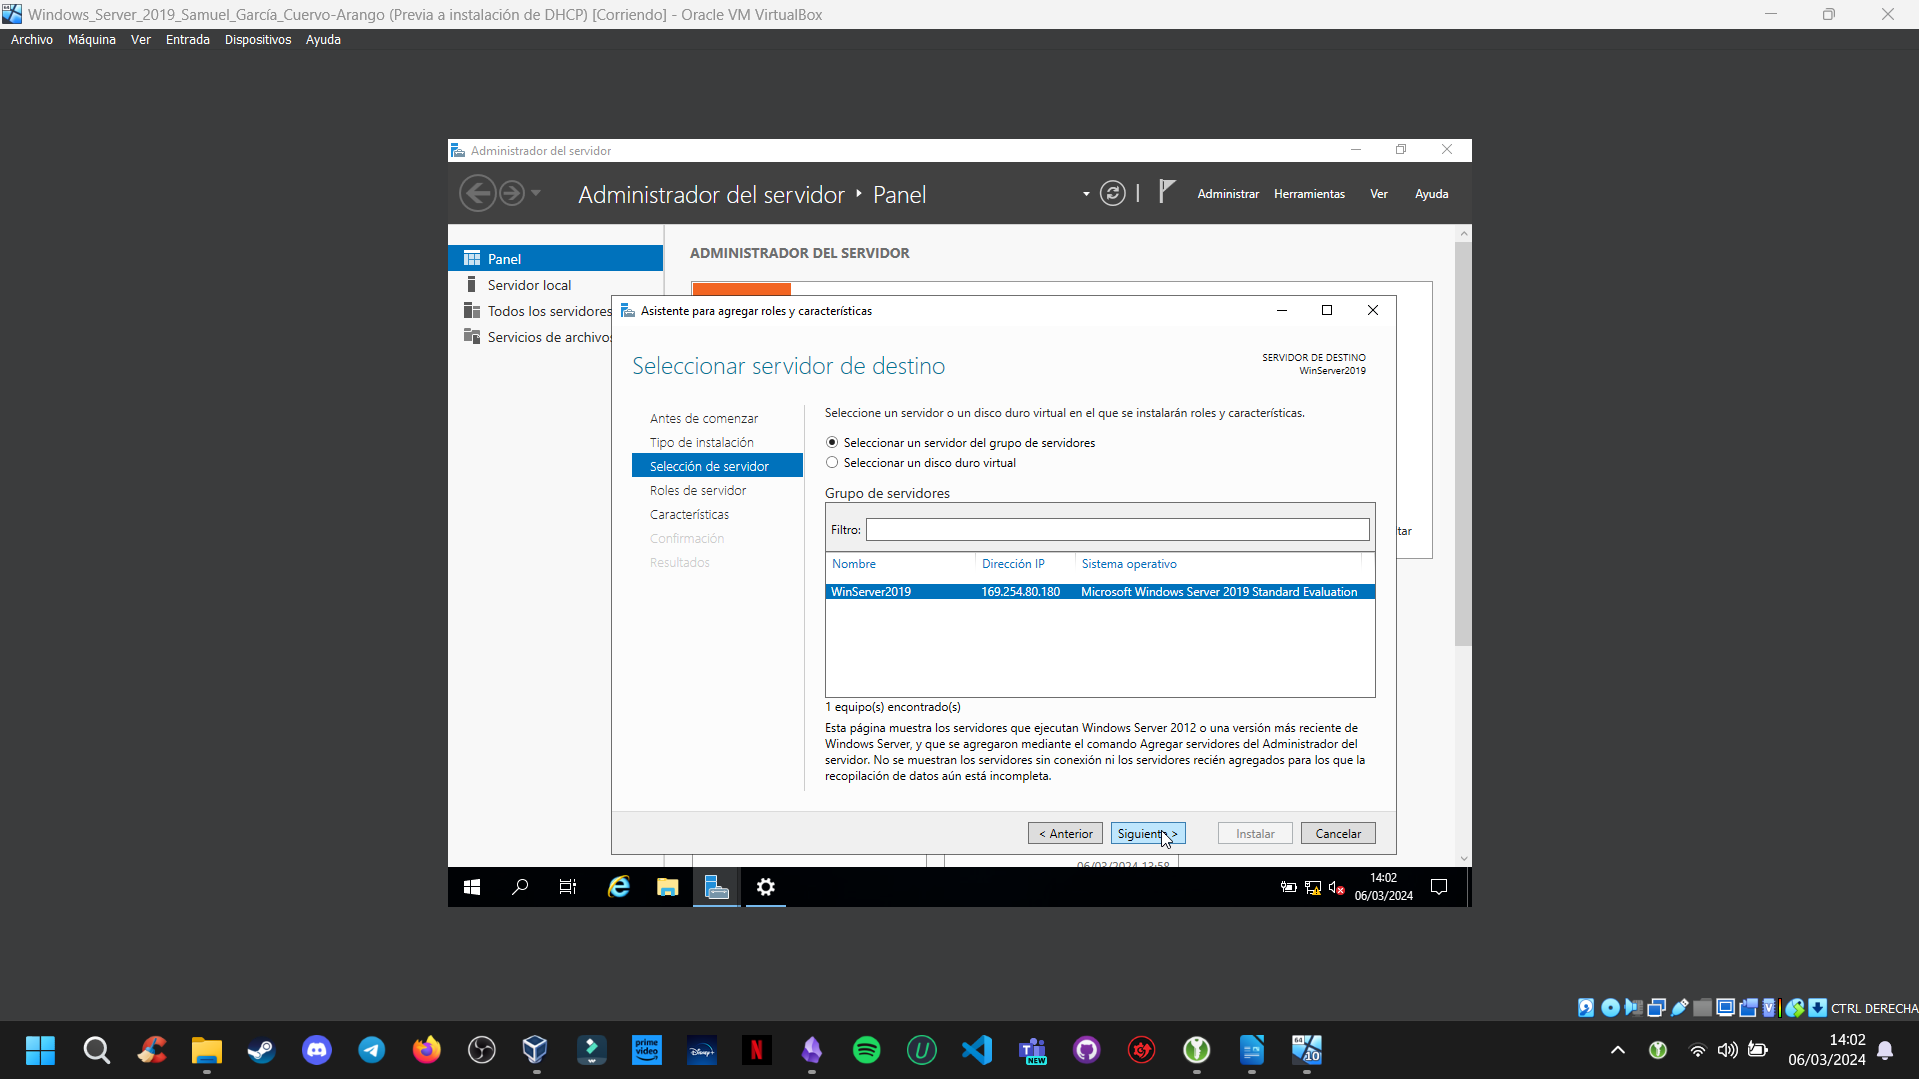 Windows_Server_2019_Samuel_García_Cuervo-Arango (Previa a instalación de DHCP) [Corriendo] - Oracle VM VirtualBox
Archivo Máquina Ver Entrada Dispositivos Ayuda
Administrador del servidor
Administrador del servidor ‣ Panel
Administrar Herramientas Ver Ayuda
Panel
Servidor local
Todos los servidores
Servicios de archivos
ADMINISTRADOR DEL SERVIDOR
Asistente para agregar roles y características
Seleccionar servidor de destino
SERVIDOR DE DESTINO
WinServer2019
Antes de comenzar
Tipo de instalación
Selección de servidor
Roles de servidor
Características
Confirmación
Resultados
Seleccione un servidor o un disco duro virtual en el que se instalarán roles y características.
Seleccionar un servidor del grupo de servidores
Seleccionar un disco duro virtual
Grupo de servidores
Filtro:
Nombre Dirección IP Sistema operativo
WinServer2019 169.254.80.180 Microsoft Windows Server 2019 Standard Evaluation
1 equipo(s) encontrado(s)
Esta página muestra los servidores que ejecutan Windows Server 2012 o una versión más reciente de
Windows Server, y que se agregaron mediante el comando Agregar servidores del Administrador del
servidor. No se muestran los servidores sin conexión ni los servidores recién agregados para los que la
recopilación de datos aún está incompleta.
< Anterior Siguiente > Instalar Cancelar
tar
06/03/2024 13:58
14:02
06/03/2024
CTRL DERECHA
prime video
Disney+
N
NEW
64
10
14:02
06/03/2024